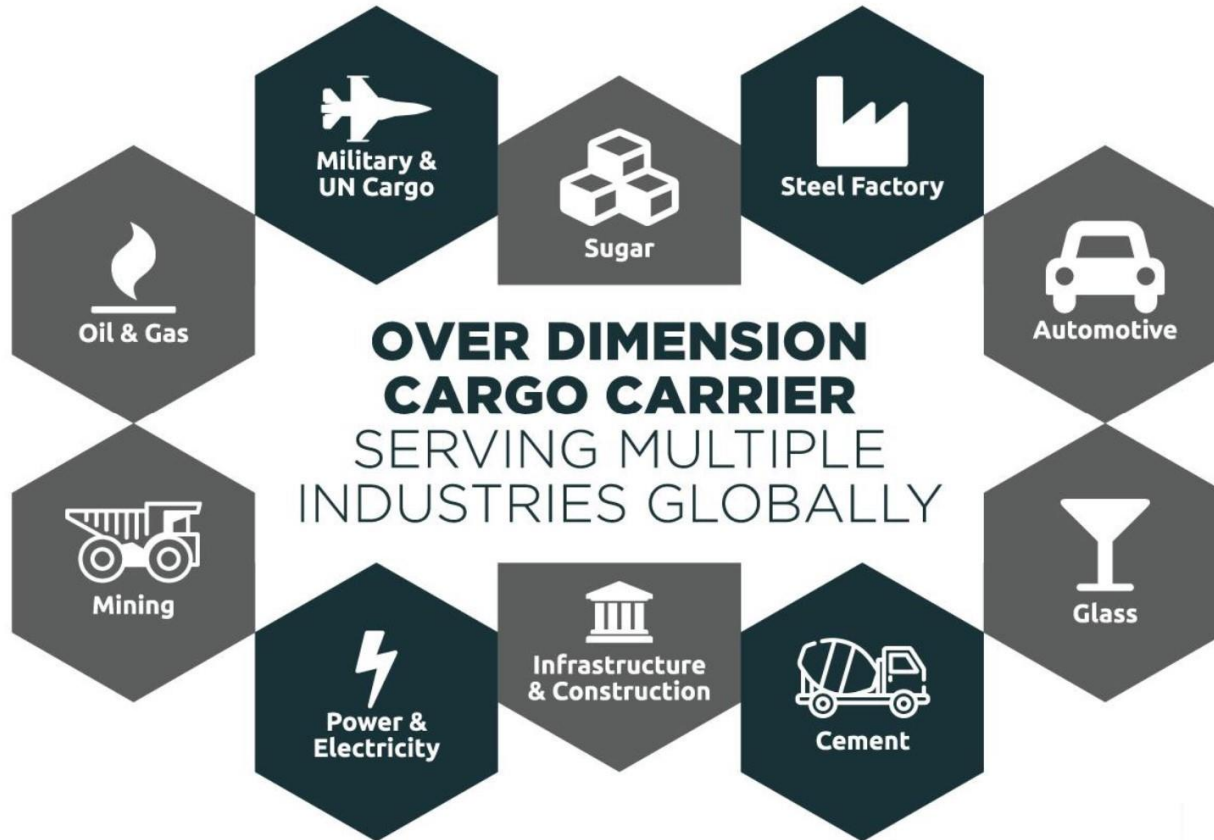 Military &
UN Cargo
Sugar
Steel Factory
Oil & Gas
Automotive
OVER DIMENSION
CARGO CARRIER
SERVING MULTIPLE
INDUSTRIES GLOBALLY
Mining
Glass
Power &
Electricity
Infrastructure
& Construction
Cement